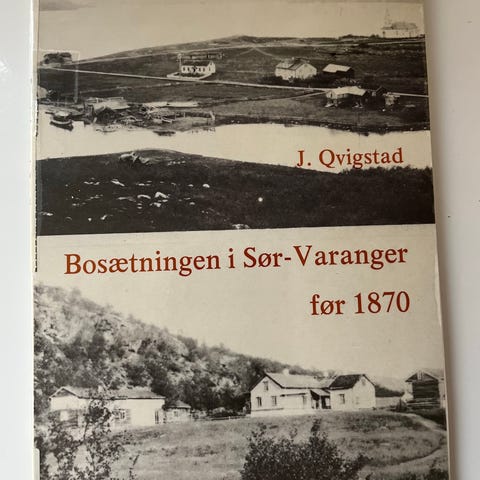 J. Qvigstad
Bosætningen i Sør-Varanger
før 1870